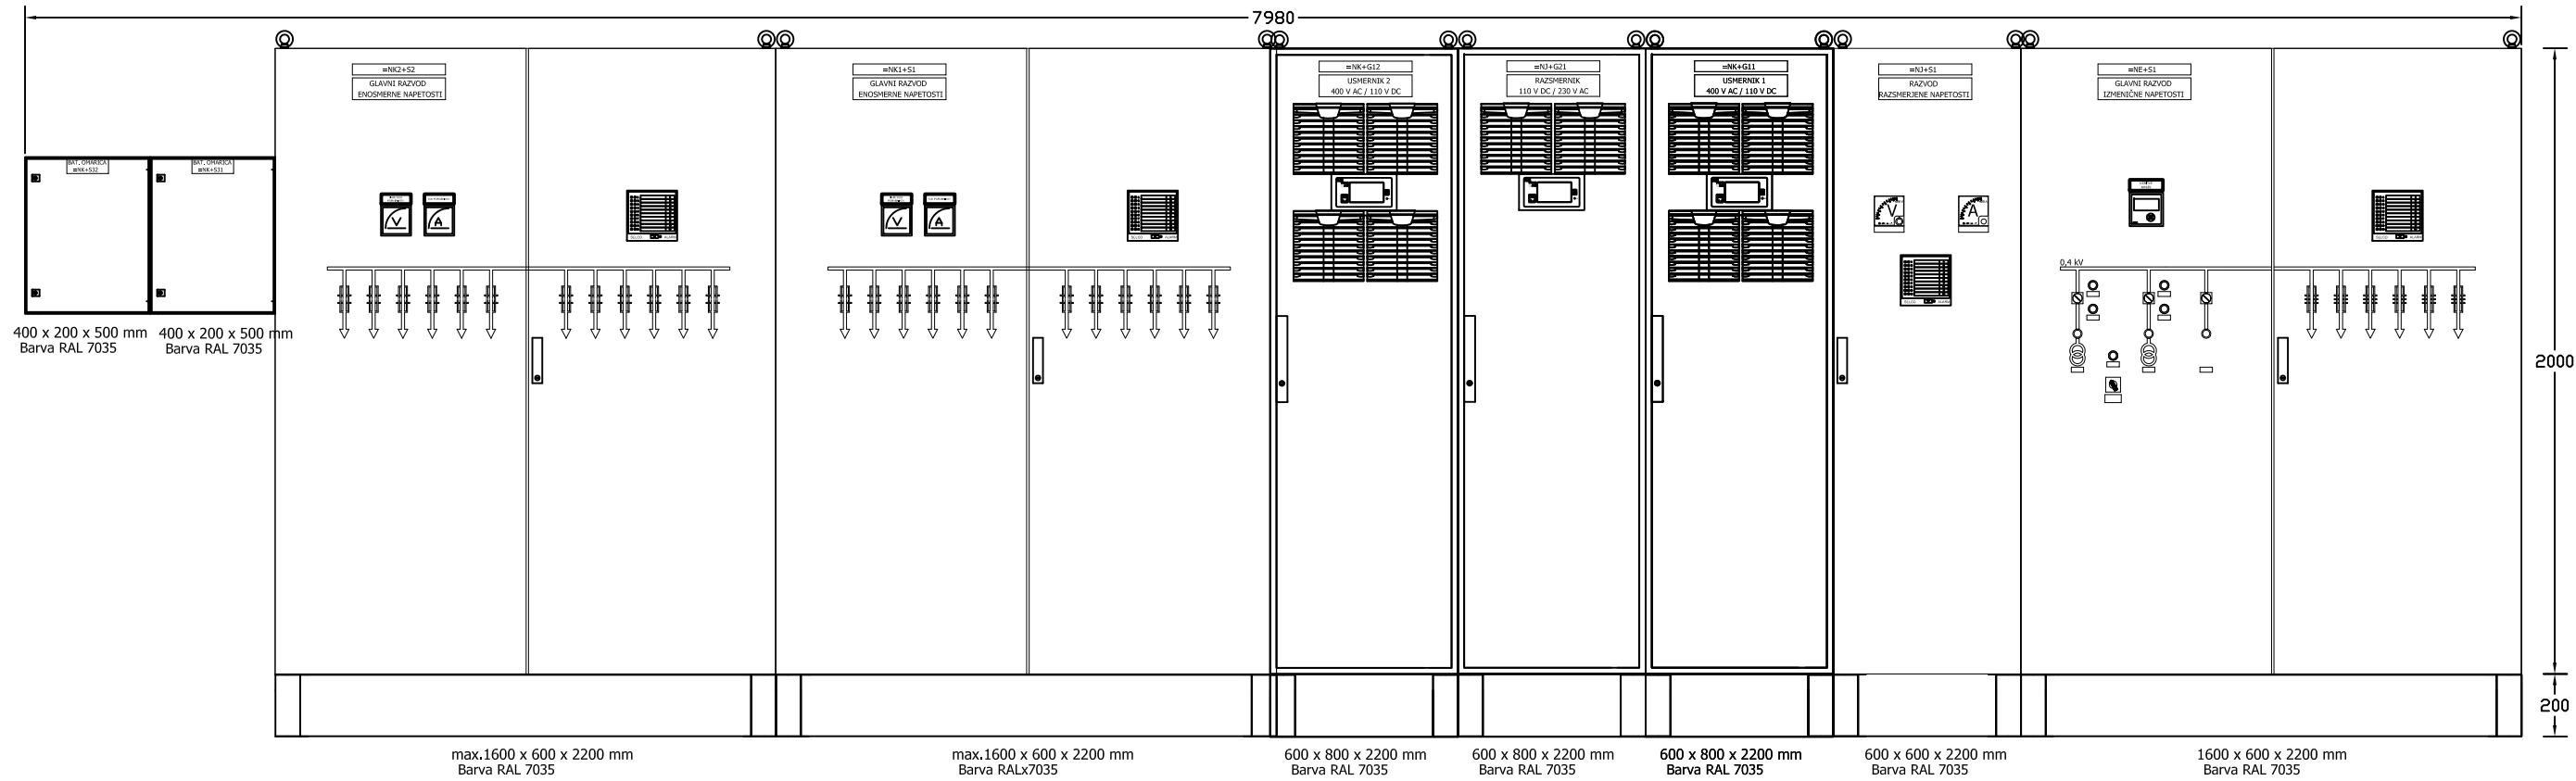 7980
=NK2+S2
GLAVNI RAZVOD
ENOSMERNE NAPETOSTI
=NK1+S1
GLAVNI RAZVOD
ENOSMERNE NAPETOSTI
=NK+G12
USMERNIK 2
400 V AC / 110 V DC
=NJ+G21
RAZSMERNIK
110 V DC / 230 V AC
=NK+G11
USMERNIK 1
400 V AC / 110 V DC
=NJ+S1
RAZVOD
RAZSMERJENE NAPETOSTI
=NE+S1
GLAVNI RAZVOD
IZMENIČNE NAPETOSTI
BAT. OMARICA
=NK+S32
BAT. OMARICA
=NK+S31
V
A
V
A
V
A
0,4 kV
400 x 200 x 500 mm
Barva RAL 7035
400 x 200 x 500 mm
Barva RAL 7035
2000
200
max.1600 x 600 x 2200 mm
Barva RAL 7035
max.1600 x 600 x 2200 mm
Barva RALx7035
600 x 800 x 2200 mm
Barva RAL 7035
600 x 800 x 2200 mm
Barva RAL 7035
600 x 800 x 2200 mm
Barva RAL 7035
600 x 600 x 2200 mm
Barva RAL 7035
1600 x 600 x 2200 mm
Barva RAL 7035